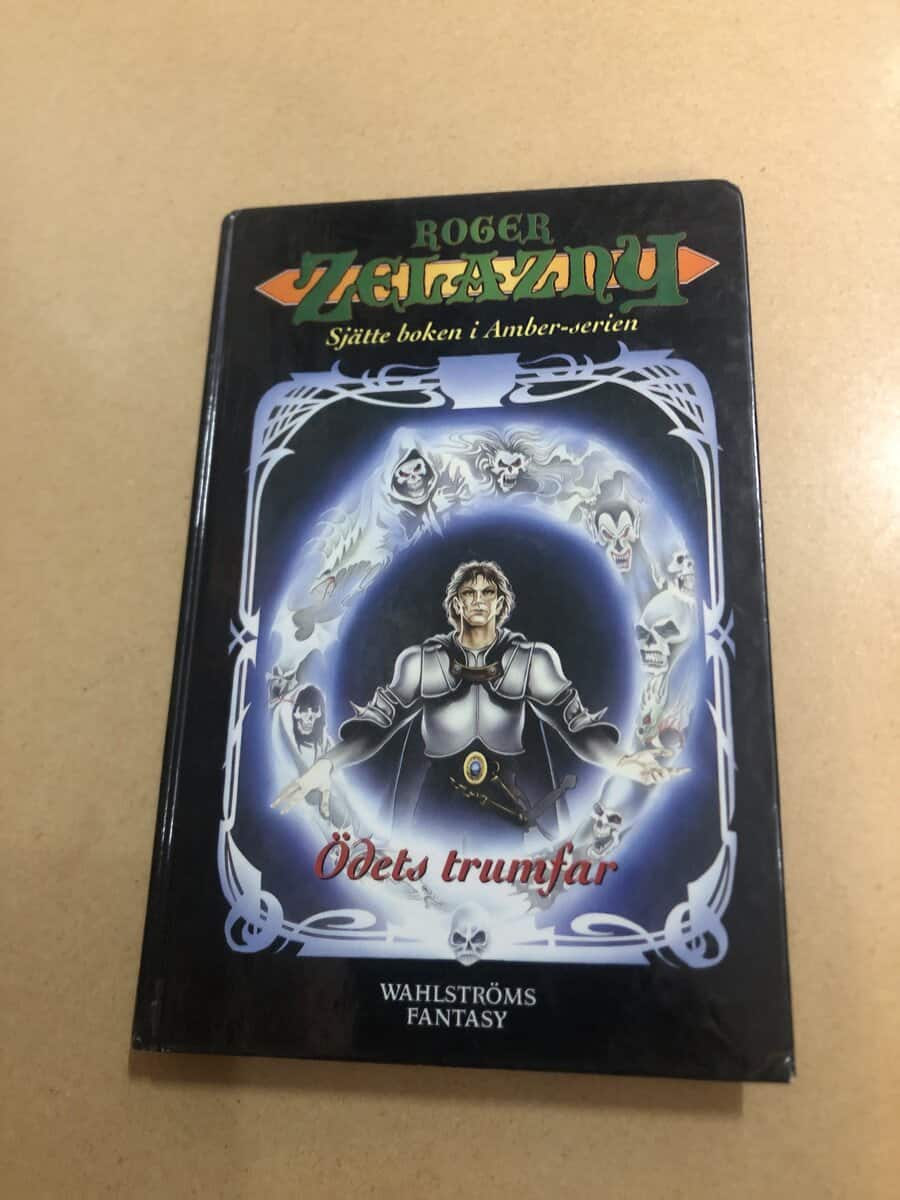 ROGER
ZELAZNY
Sjätte boken i Amber-serien
Ödets trumfar
WAHLSTRÖMS
FANTASY